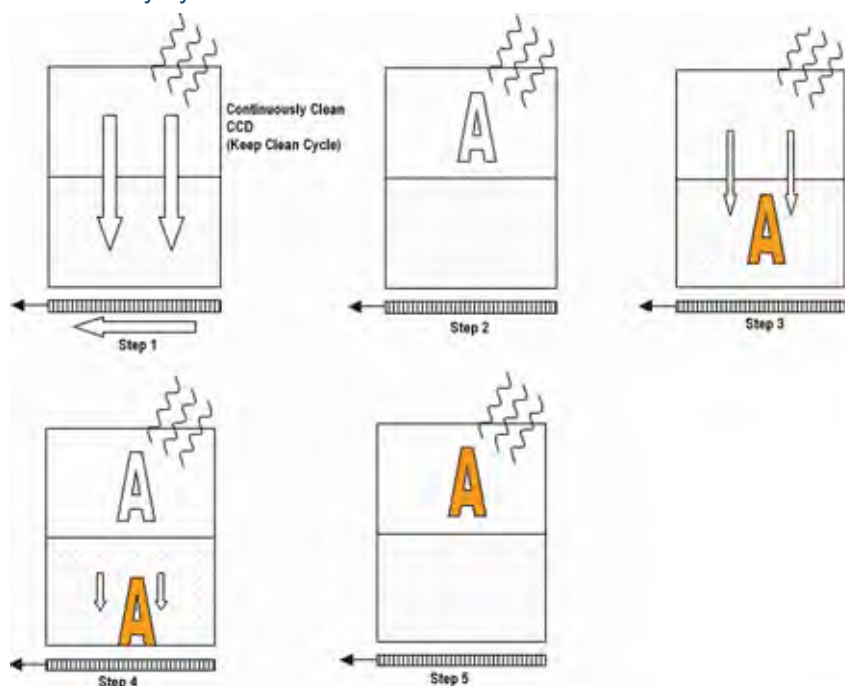 Continuously Clean
CCD
(Keep Clean Cycle)
Step 1
A
Step 2
A
Step 3
A
A
Step 4
A
Step 5